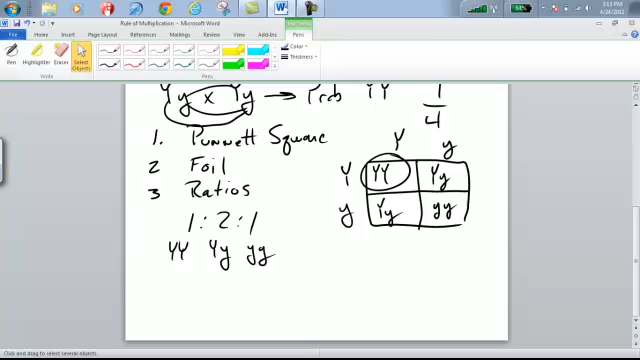 Rule of Multiplication - Microsoft Word
Pen Tools
3:13 PM
4/24/2012
File Home Insert Page Layout References Mailings Review View Add-Ins Pens
Pen Highlighter Eraser Select Objects
Color
Thickness
Write
Pens
Yy x Yy → Prob YY 1/4
1. Punnett Square
2 Foil
3 Ratios
1 : 2 : 1
YY Yy yy
Y y
Y YY Yy
y Yy yy
Click and drag to select several objects.